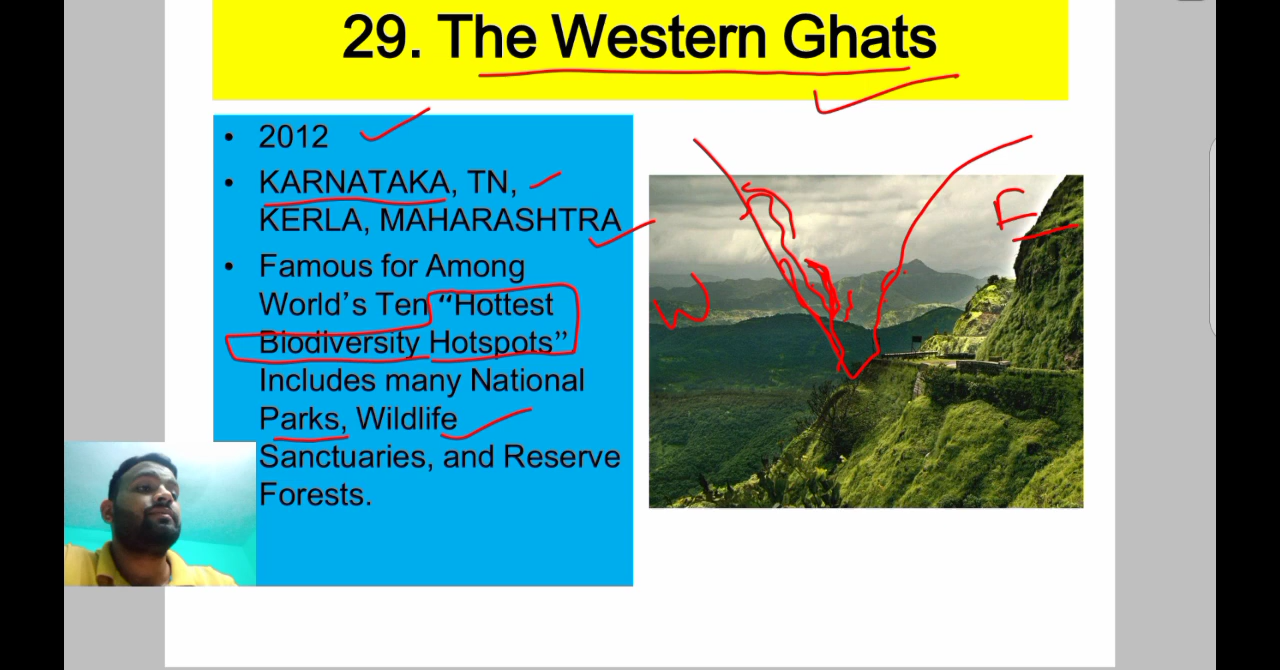 29. The Western Ghats
• 2012
• KARNATAKA, TN,
KERLA, MAHARASHTRA
• Famous for Among
World’s Ten “Hottest
Biodiversity Hotspots”
Includes many National
Parks, Wildlife
Sanctuaries, and Reserve
Forests.
W
E